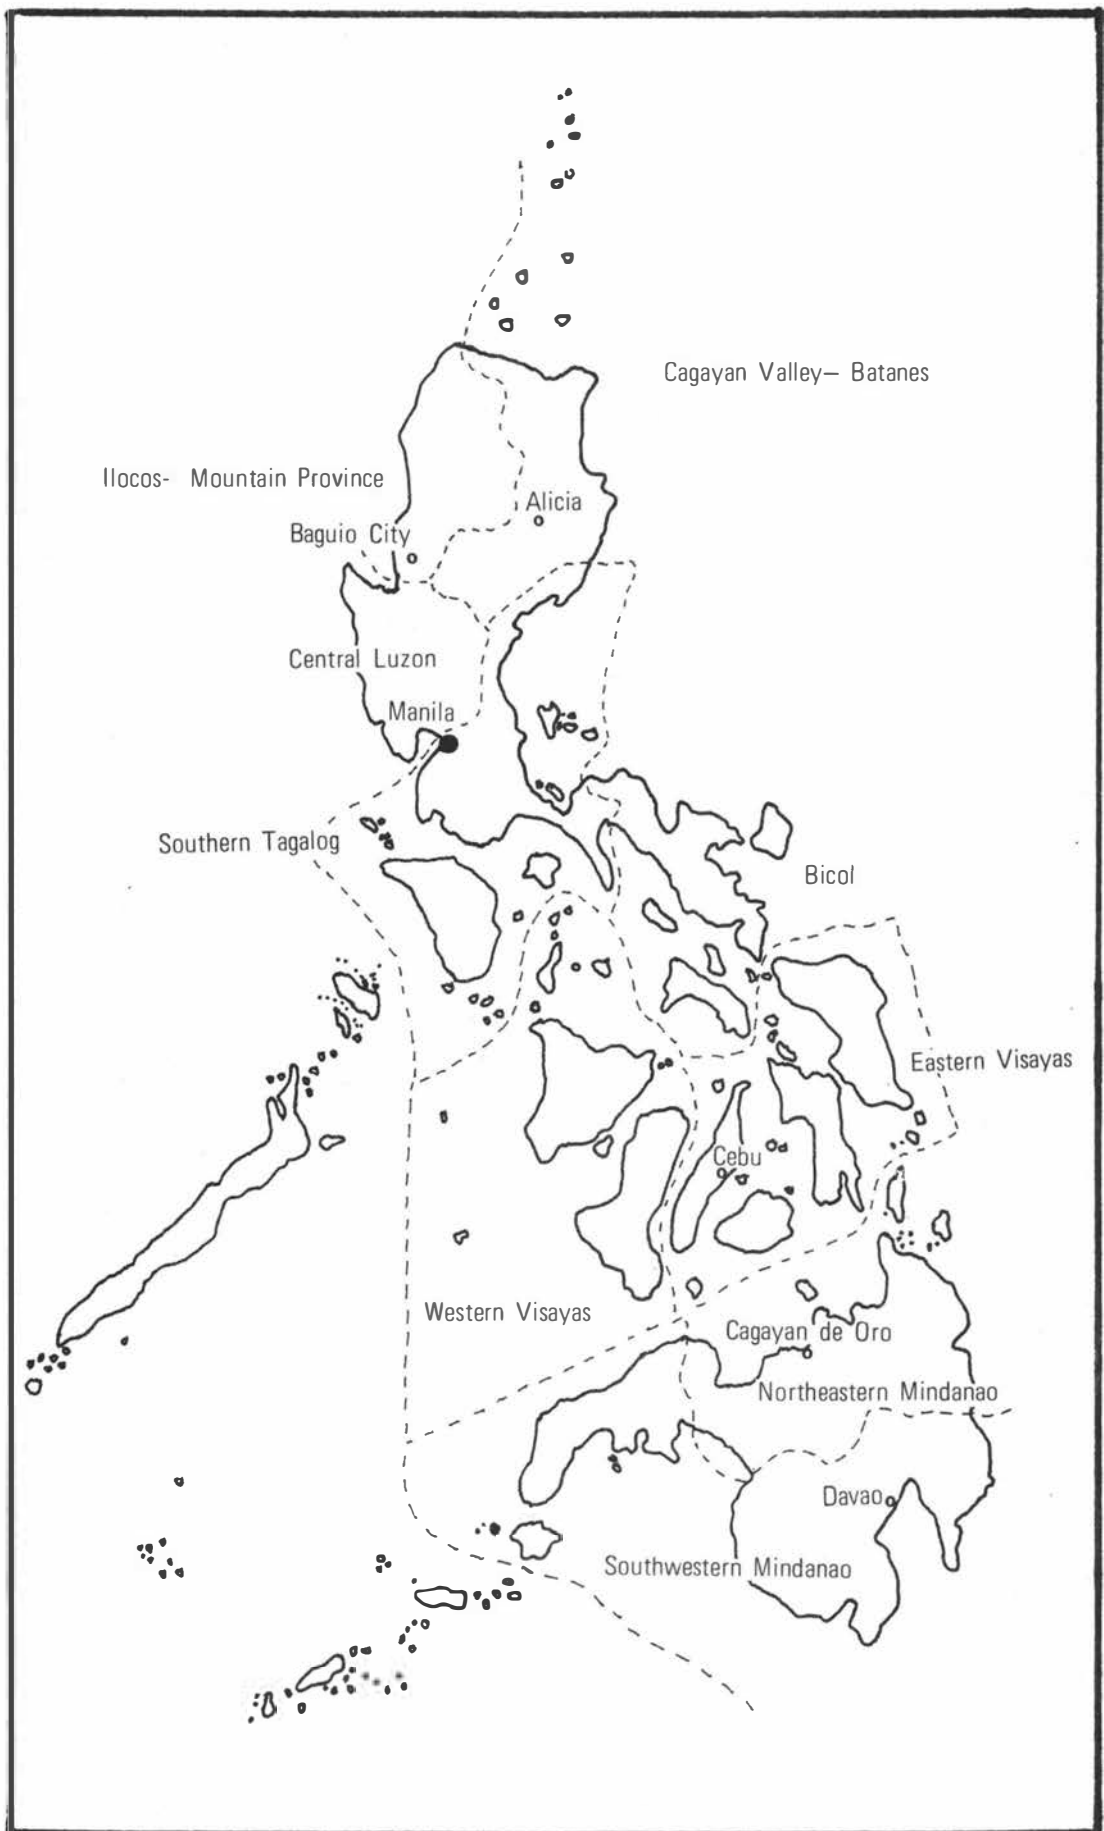 Cagayan Valley– Batanes
Ilocos- Mountain Province
Alicia
Baguio City
Central Luzon
Manila
Southern Tagalog
Bicol
Eastern Visayas
Cebu
Western Visayas
Cagayan de Oro
Northeastern Mindanao
Davao
Southwestern Mindanao